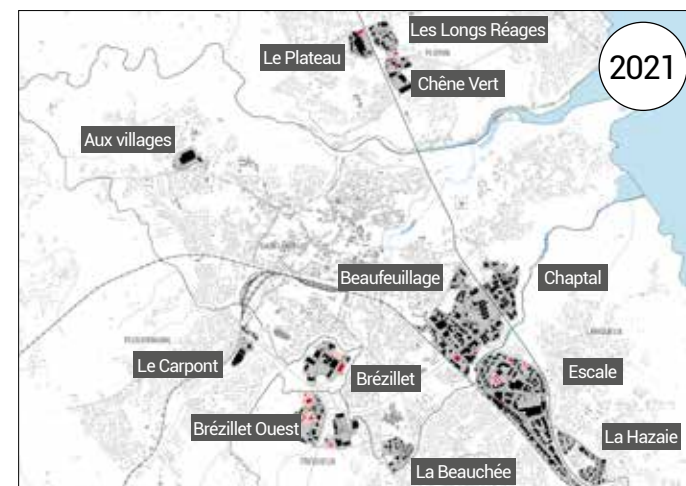 Les Longs Réages
2021
Le Plateau
Chêne Vert
Aux villages
Beaufeuillage
Chaptal
Le Carpont
Brézillet
Escale
Brézillet Ouest
La Hazaie
La Beauchée